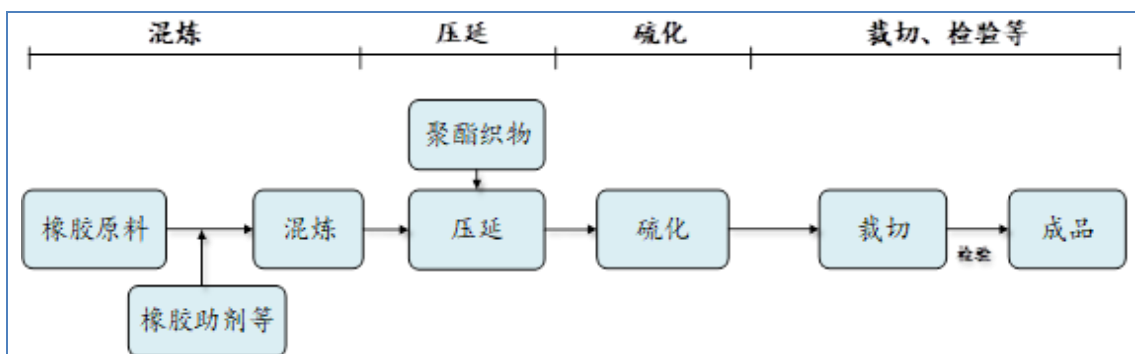 混炼 压延 硫化 裁切、检验等
聚酯织物
橡胶原料 混炼 压延 硫化 裁切 检验 成品
橡胶助剂等